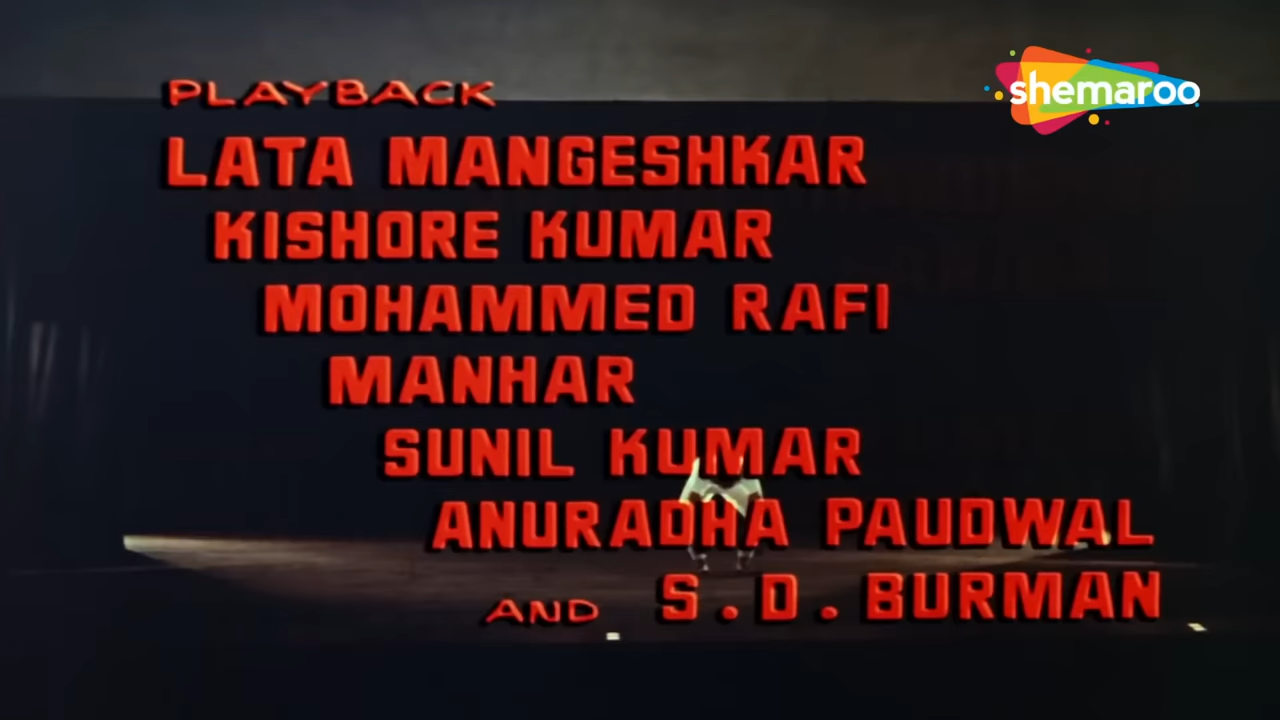 shemaroo
PLAYBACK
LATA MANGESHKAR
KISHORE KUMAR
MOHAMMED RAFI
MANHAR
SUNIL KUMAR
ANURADHA PAUDWAL
AND S.D.BURMAN